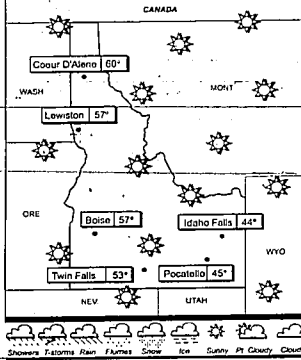 CANADA
Coeur D'Alene 60°
WASH
MONT
Lewiston 57°
ORE
Boise 57°
Idaho Falls 44°
WYO
Twin Falls 53°
Pocatello 45°
NEV
UTAH
Showers T-storms Rain Flurries Snow Ice Sunny Pt Cloudy Cloud